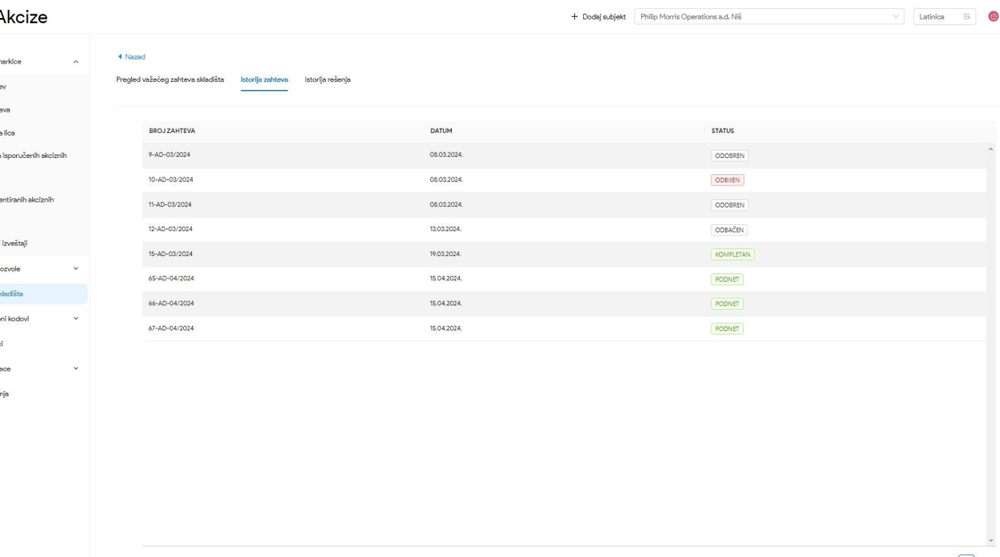 Akcize
Dodaj subjekt
Philip Morris Operations a.d. Niš
Latinica
Nazad
Pregled važećeg zahteva skladišta
Istorija zahteva
Istorija rešenja
BROJ ZAHTEVA DATUM STATUS
9-AD-03/2024 08.03.2024. ODOBREN
10-AD-03/2024 08.03.2024. ODBIJEN
11-AD-03/2024 08.03.2024. ODOBREN
12-AD-03/2024 13.03.2024. ODBAČEN
15-AD-03/2024 19.03.2024. KOMPLETAN
65-AD-04/2024 15.04.2024. PODNET
66-AD-04/2024 15.04.2024. PODNET
67-AD-04/2024 15.04.2024. PODNET
narkice
ev
eva
a lica
isporučenih akciznih
entiranih akciznih
izveštaji
ozvole
kladišta
ni kodovi
ci
ace
nja